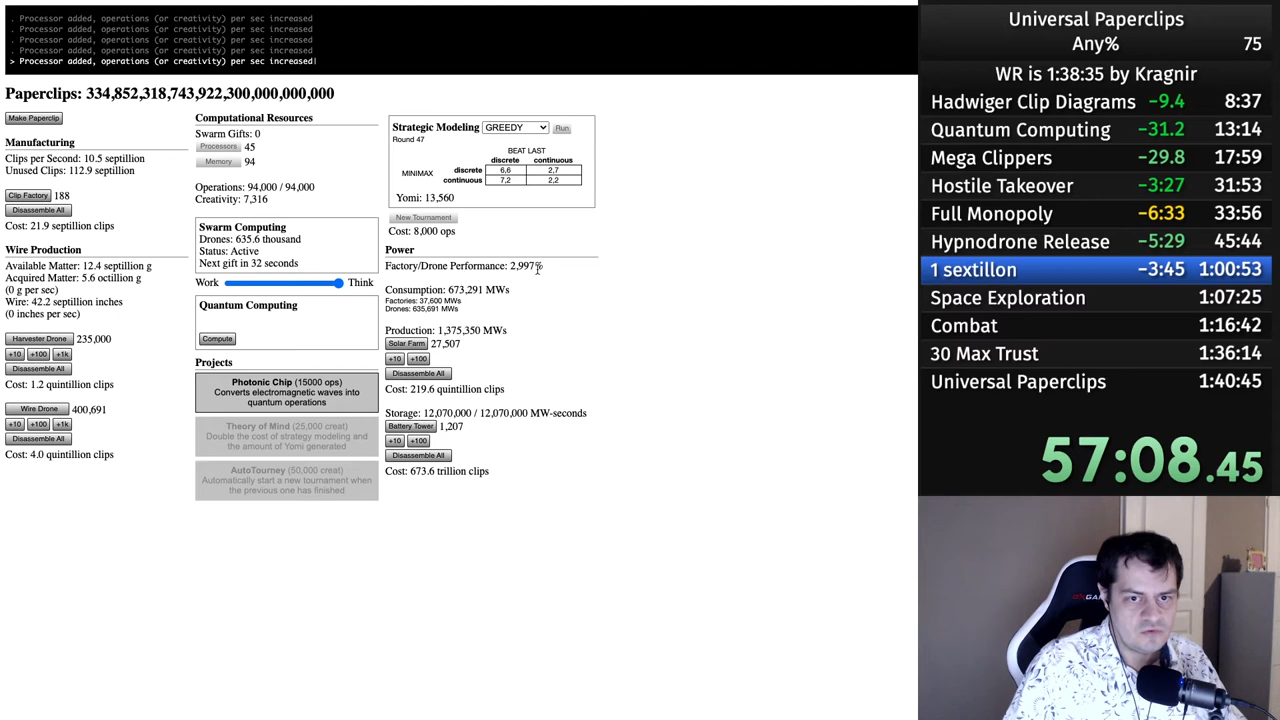 . Processor added, operations (or creativity) per sec increased
. Processor added, operations (or creativity) per sec increased
. Processor added, operations (or creativity) per sec increased
. Processor added, operations (or creativity) per sec increased
> Processor added, operations (or creativity) per sec increased|
Paperclips: 334,852,318,743,922,300,000,000,000
Make Paperclip
Manufacturing
Clips per Second: 10.5 septillion
Unused Clips: 112.9 septillion
Clip Factory 188
Disassemble All
Cost: 21.9 septillion clips
Wire Production
Available Matter: 12.4 septillion g
Acquired Matter: 5.6 octillion g
(0 g per sec)
Wire: 42.2 septillion inches
(0 inches per sec)
Harvester Drone 235,000
+10 +100 +1k
Disassemble All
Cost: 1.2 quintillion clips
Wire Drone 400,691
+10 +100 +1k
Disassemble All
Cost: 4.0 quintillion clips
Computational Resources
Swarm Gifts: 0
Processors 45
Memory 94
Operations: 94,000 / 94,000
Creativity: 7,316
Swarm Computing
Drones: 635.6 thousand
Status: Active
Next gift in 32 seconds
Work Think
Quantum Computing
Compute
Projects
Photonic Chip (15000 ops)
Converts electromagnetic waves into
quantum operations
Theory of Mind (25,000 creat)
Double the cost of strategy modeling and
the amount of Yomi generated
AutoTourney (50,000 creat)
Automatically start a new tournament when
the previous one has finished
Strategic Modeling GREEDY Run
Round 47
BEAT LAST
discrete continuous
MINIMAX
discrete 6,6 2,7
continuous 7,2 2,2
Yomi: 13,560
New Tournament
Cost: 8,000 ops
Power
Factory/Drone Performance: 2,997%
Consumption: 673,291 MWs
Factories: 37,600 MWs
Drones: 635,691 MWs
Production: 1,375,350 MWs
Solar Farm 27,507
+10 +100
Disassemble All
Cost: 219.6 quintillion clips
Storage: 12,070,000 / 12,070,000 MW-seconds
Battery Tower 1,207
+10 +100
Disassemble All
Cost: 673.6 trillion clips
Universal Paperclips
Any% 75
WR is 1:38:35 by Kragnir
Hadwiger Clip Diagrams −9.4 8:37
Quantum Computing −31.2 13:14
Mega Clippers −29.8 17:59
Hostile Takeover −3:27 31:53
Full Monopoly −6:33 33:56
Hypnodrone Release −5:29 45:44
1 sextillon −3:45 1:00:53
Space Exploration 1:07:25
Combat 1:16:42
30 Max Trust 1:36:14
Universal Paperclips 1:40:45
57:08.45